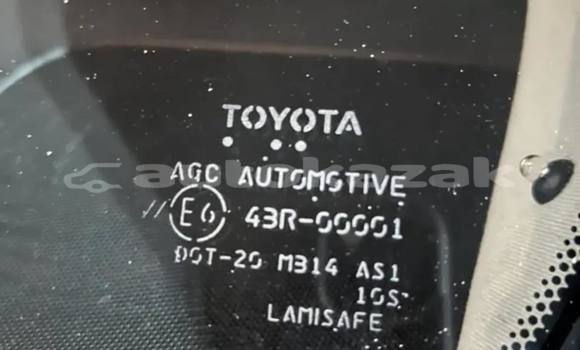 TOYOTA
AGC AUTOMOTIVE
E6 43R-00001
DOT-20 M314 AS1
10S
LAMISAFE
autokazak